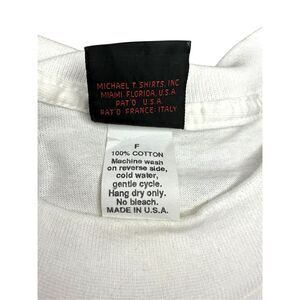 MICHAEL T. SHIRTS, INC
MIAMI, FLORIDA, U.S.A.
PAT'D U.S.A.
PAT'D FRANCE, ITALY
F
100% COTTON
Machine wash
on reverse side,
cold water,
gentle cycle.
Hang dry only.
No bleach.
MADE IN U.S.A.